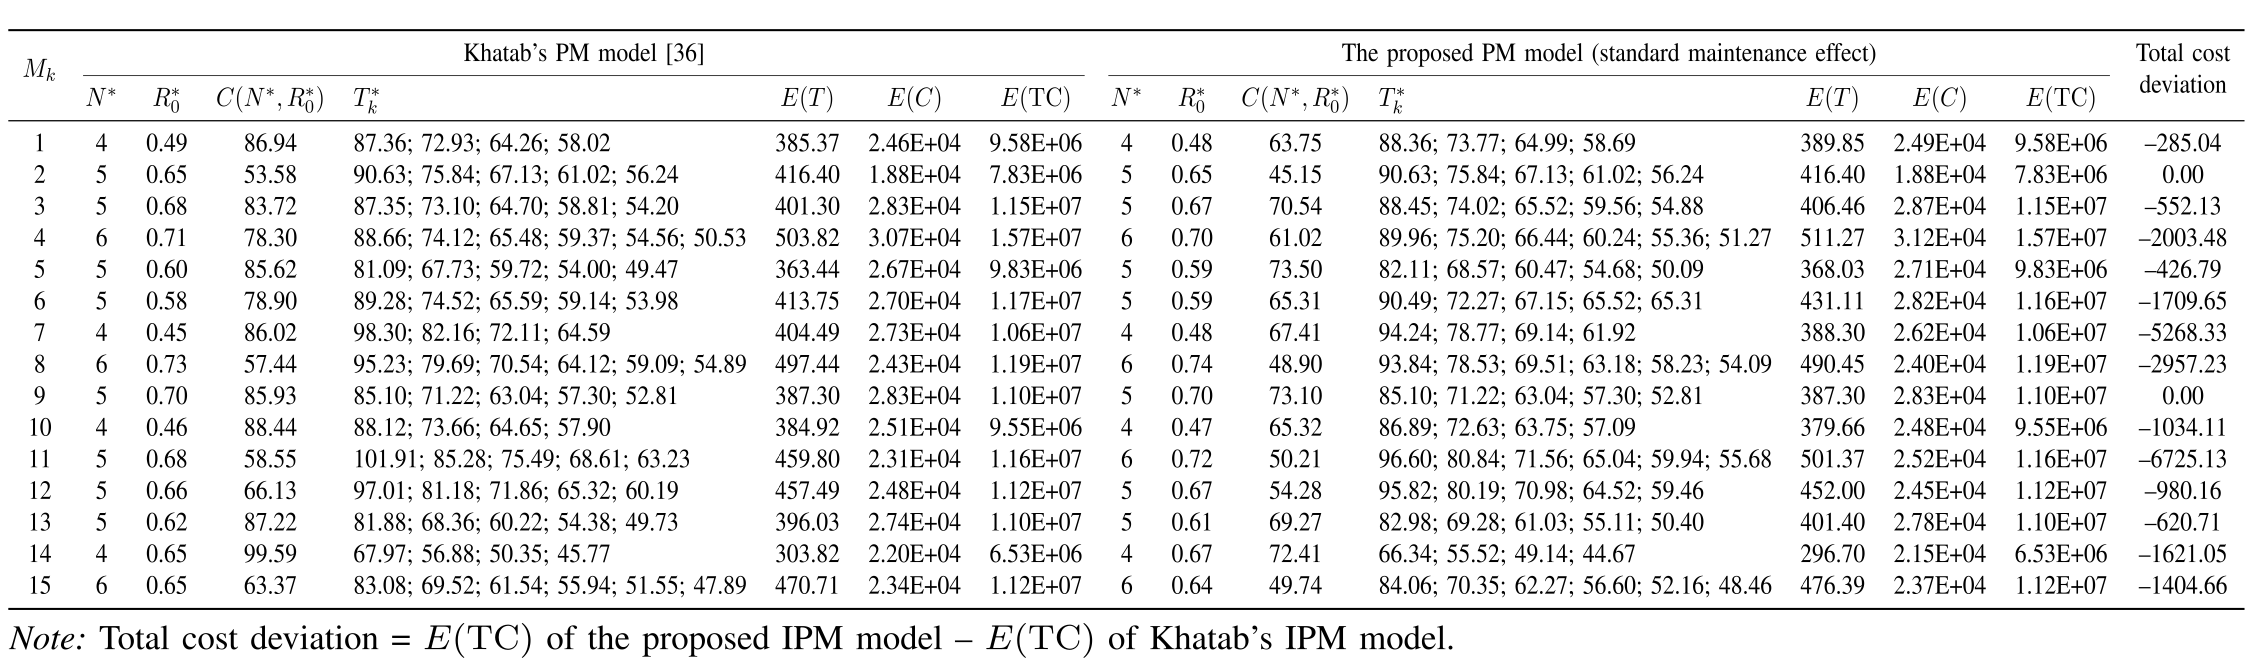 M_k Khatab's PM model [36] The proposed PM model (standard maintenance effect) Total cost deviation
N* R_0* C(N*, R_0*) T_k* E(T) E(C) E(TC) N* R_0* C(N*, R_0*) T_k* E(T) E(C) E(TC)
1 4 0.49 86.94 87.36; 72.93; 64.26; 58.02 385.37 2.46E+04 9.58E+06 4 0.48 63.75 88.36; 73.77; 64.99; 58.69 389.85 2.49E+04 9.58E+06 –285.04
2 5 0.65 53.58 90.63; 75.84; 67.13; 61.02; 56.24 416.40 1.88E+04 7.83E+06 5 0.65 45.15 90.63; 75.84; 67.13; 61.02; 56.24 416.40 1.88E+04 7.83E+06 0.00
3 5 0.68 83.72 87.35; 73.10; 64.70; 58.81; 54.20 401.30 2.83E+04 1.15E+07 5 0.67 70.54 88.45; 74.02; 65.52; 59.56; 54.88 406.46 2.87E+04 1.15E+07 –552.13
4 6 0.71 78.30 88.66; 74.12; 65.48; 59.37; 54.56; 50.53 503.82 3.07E+04 1.57E+07 6 0.70 61.02 89.96; 75.20; 66.44; 60.24; 55.36; 51.27 511.27 3.12E+04 1.57E+07 –2003.48
5 5 0.60 85.62 81.09; 67.73; 59.72; 54.00; 49.47 363.44 2.67E+04 9.83E+06 5 0.59 73.50 82.11; 68.57; 60.47; 54.68; 50.09 368.03 2.71E+04 9.83E+06 –426.79
6 5 0.58 78.90 89.28; 74.52; 65.59; 59.14; 53.98 413.75 2.70E+04 1.17E+07 5 0.59 65.31 90.49; 72.27; 67.15; 65.52; 65.31 431.11 2.82E+04 1.16E+07 –1709.65
7 4 0.45 86.02 98.30; 82.16; 72.11; 64.59 404.49 2.73E+04 1.06E+07 4 0.48 67.41 94.24; 78.77; 69.14; 61.92 388.30 2.62E+04 1.06E+07 –5268.33
8 6 0.73 57.44 95.23; 79.69; 70.54; 64.12; 59.09; 54.89 497.44 2.43E+04 1.19E+07 6 0.74 48.90 93.84; 78.53; 69.51; 63.18; 58.23; 54.09 490.45 2.40E+04 1.19E+07 –2957.23
9 5 0.70 85.93 85.10; 71.22; 63.04; 57.30; 52.81 387.30 2.83E+04 1.10E+07 5 0.70 73.10 85.10; 71.22; 63.04; 57.30; 52.81 387.30 2.83E+04 1.10E+07 0.00
10 4 0.46 88.44 88.12; 73.66; 64.65; 57.90 384.92 2.51E+04 9.55E+06 4 0.47 65.32 86.89; 72.63; 63.75; 57.09 379.66 2.48E+04 9.55E+06 –1034.11
11 5 0.68 58.55 101.91; 85.28; 75.49; 68.61; 63.23 459.80 2.31E+04 1.16E+07 6 0.72 50.21 96.60; 80.84; 71.56; 65.04; 59.94; 55.68 501.37 2.52E+04 1.16E+07 –6725.13
12 5 0.66 66.13 97.01; 81.18; 71.86; 65.32; 60.19 457.49 2.48E+04 1.12E+07 5 0.67 54.28 95.82; 80.19; 70.98; 64.52; 59.46 452.00 2.45E+04 1.12E+07 –980.16
13 5 0.62 87.22 81.88; 68.36; 60.22; 54.38; 49.73 396.03 2.74E+04 1.10E+07 5 0.61 69.27 82.98; 69.28; 61.03; 55.11; 50.40 401.40 2.78E+04 1.10E+07 –620.71
14 4 0.65 99.59 67.97; 56.88; 50.35; 45.77 303.82 2.20E+04 6.53E+06 4 0.67 72.41 66.34; 55.52; 49.14; 44.67 296.70 2.15E+04 6.53E+06 –1621.05
15 6 0.65 63.37 83.08; 69.52; 61.54; 55.94; 51.55; 47.89 470.71 2.34E+04 1.12E+07 6 0.64 49.74 84.06; 70.35; 62.27; 56.60; 52.16; 48.46 476.39 2.37E+04 1.12E+07 –1404.66
Note: Total cost deviation = E(TC) of the proposed IPM model – E(TC) of Khatab's IPM model.